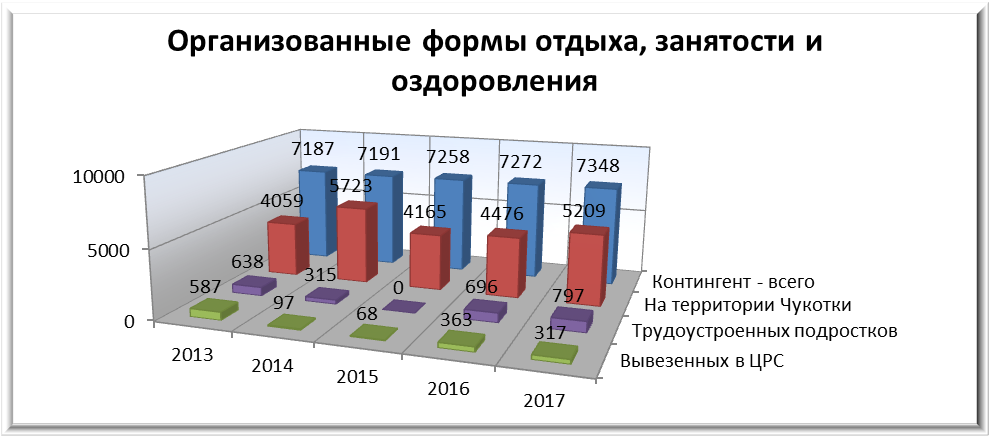 Организованные формы отдыха, занятости и
оздоровления
10000
5000
0
7187 7191 7258 7272 7348
4059 5723 4165 4476 5209
638 315 0 696 797
587 97 68 363 317
2013 2014 2015 2016 2017
Контингент - всего
На территории Чукотки
Трудоустроенных подростков
Вывезенных в ЦРС